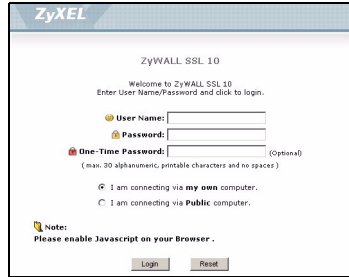 ZyXEL
ZyWALL SSL 10
Welcome to ZyWALL SSL 10
Enter User Name/Password and click to login.
User Name:
Password:
One-Time Password: (Optional)
( max. 30 alphanumeric, printable characters and no spaces )
I am connecting via my own computer.
I am connecting via Public computer.
Note:
Please enable Javascript on your Browser .
Login Reset